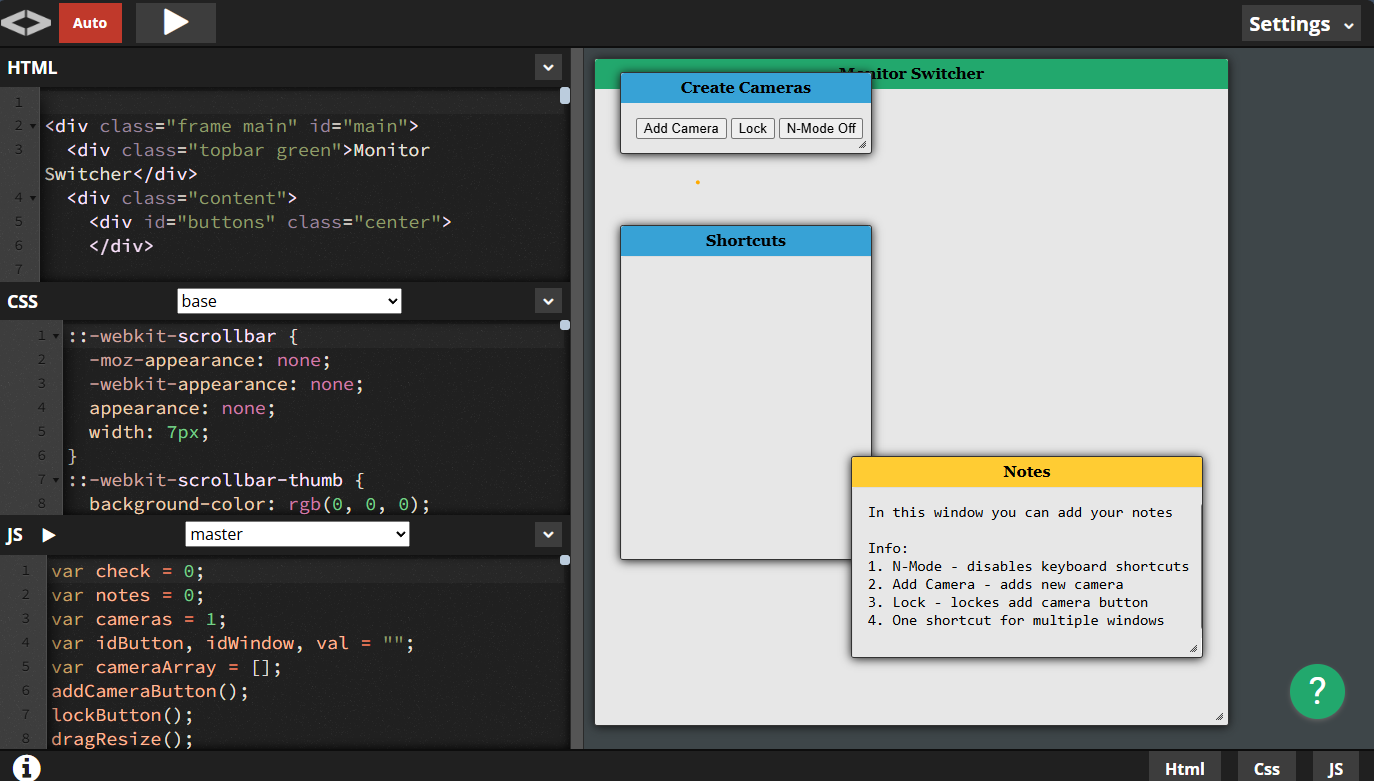 Auto
Settings
HTML
1
2 <div class="frame main" id="main">
3 <div class="topbar green">Monitor
Switcher</div>
4 <div class="content">
5 <div id="buttons" class="center">
6 </div>
7
CSS base
1 ::-webkit-scrollbar {
2 -moz-appearance: none;
3 -webkit-appearance: none;
4 appearance: none;
5 width: 7px;
6 }
7 ::-webkit-scrollbar-thumb {
8 background-color: rgb(0, 0, 0);
JS master
1 var check = 0;
2 var notes = 0;
3 var cameras = 1;
4 var idButton, idWindow, val = "";
5 var cameraArray = [];
6 addCameraButton();
7 lockButton();
8 dragResize();
Monitor Switcher
Create Cameras
Add Camera Lock N-Mode Off
Shortcuts
Notes
In this window you can add your notes
Info:
1. N-Mode - disables keyboard shortcuts
2. Add Camera - adds new camera
3. Lock - lockes add camera button
4. One shortcut for multiple windows
?
Html Css JS